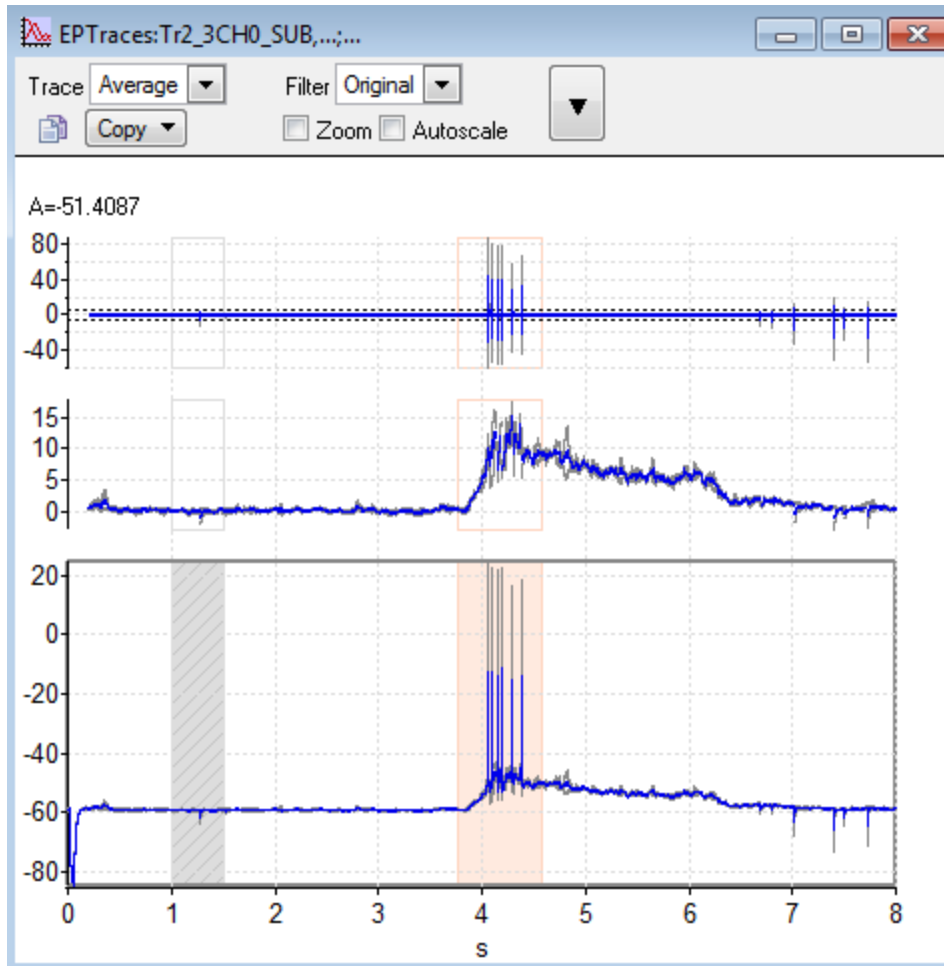 EPTraces:Tr2_3CH0_SUB,...;...
Trace Average Filter Original
Copy Zoom Autoscale
A=-51.4087
80
40
0
-40
15
10
5
0
20
0
-20
-40
-60
-80
0 1 2 3 4 5 6 7 8
s